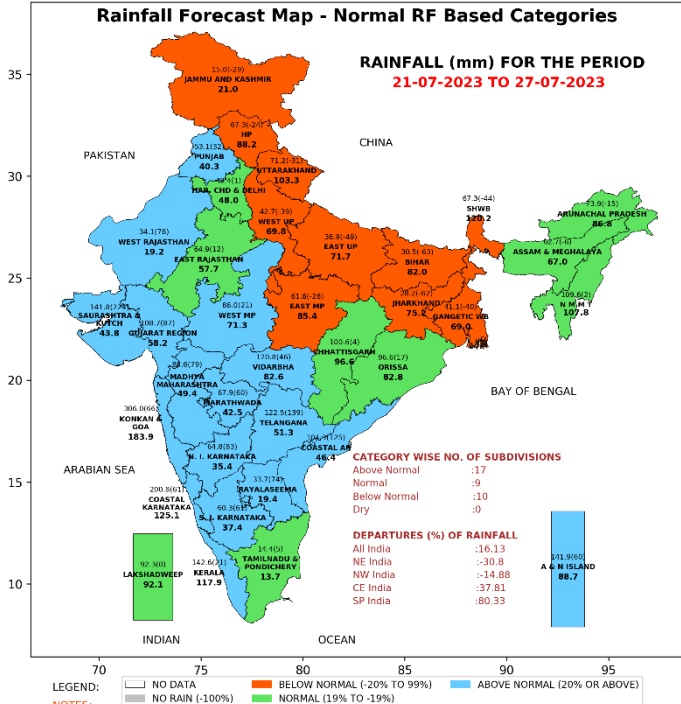 Rainfall Forecast Map - Normal RF Based Categories
RAINFALL (mm) FOR THE PERIOD
21-07-2023 TO 27-07-2023
35
30
25
20
15
10
70
75
80
85
90
95
15.0(-29)
JAMMU AND KASHMIR
21.0
67.3(-24)
HP
88.2
CHINA
PAKISTAN
53.1(32)
PUNJAB
40.3
71.2(-31)
UTTARAKHAND
103.3
HAR. CHD & DELHI
48.0
67.3(-44)
SHWB
120.2
73.9(-15)
ARUNACHAL PRADESH
86.8
34.1(78)
WEST RAJASTHAN
19.2
42.7(-39)
WEST UP
69.8
36.9(-49)
EAST UP
71.7
30.5(-63)
BIHAR
82.0
62.7(-6)
ASSAM & MEGHALAYA
67.0
64.9(12)
EAST RAJASTHAN
57.7
109.6(2)
N M M T
107.8
SAURASHTRA &
KUTCH
43.8
108.7(87)
GUJARAT REGION
58.2
86.0(21)
WEST MP
71.3
61.8(-28)
EAST MP
85.4
28.7(-62)
JHARKHAND
75.2
41.1(-40)
GANGETIC WB
69.0
100.6(4)
CHHATTISGARH
96.6
96.6(17)
ORISSA
82.8
88.6(79)
MADHYA
MAHARASHTRA
49.4
120.8(46)
VIDARBHA
82.6
67.9(60)
MARATHWADA
42.5
BAY OF BENGAL
306.0(66)
KONKAN &
GOA
183.9
122.5(139)
TELANGANA
51.3
104.3(125)
COASTAL AP
46.4
ARABIAN SEA
64.8(83)
N. I. KARNATAKA
35.4
200.8(61)
COASTAL
KARNATAKA
125.1
33.7(74)
RAYALASEEMA
19.4
60.3(61)
S. I. KARNATAKA
37.4
CATEGORY WISE NO. OF SUBDIVISIONS
Above Normal :17
Normal :9
Below Normal :10
Dry :0
DEPARTURES (%) OF RAINFALL
All India :16.13
NE India :-30.8
NW India :-14.88
CE India :37.81
SP India :80.33
92.3(0)
LAKSHADWEEP
92.1
142.6(21)
KERALA
117.9
14.4(5)
TAMILNADU &
PONDICHERY
13.7
141.9(60)
A & N ISLAND
88.7
INDIAN
OCEAN
LEGEND:
NO DATA
BELOW NORMAL (-20% TO 99%)
ABOVE NORMAL (20% OR ABOVE)
NO RAIN (-100%)
NORMAL (19% TO -19%)
NOTES: